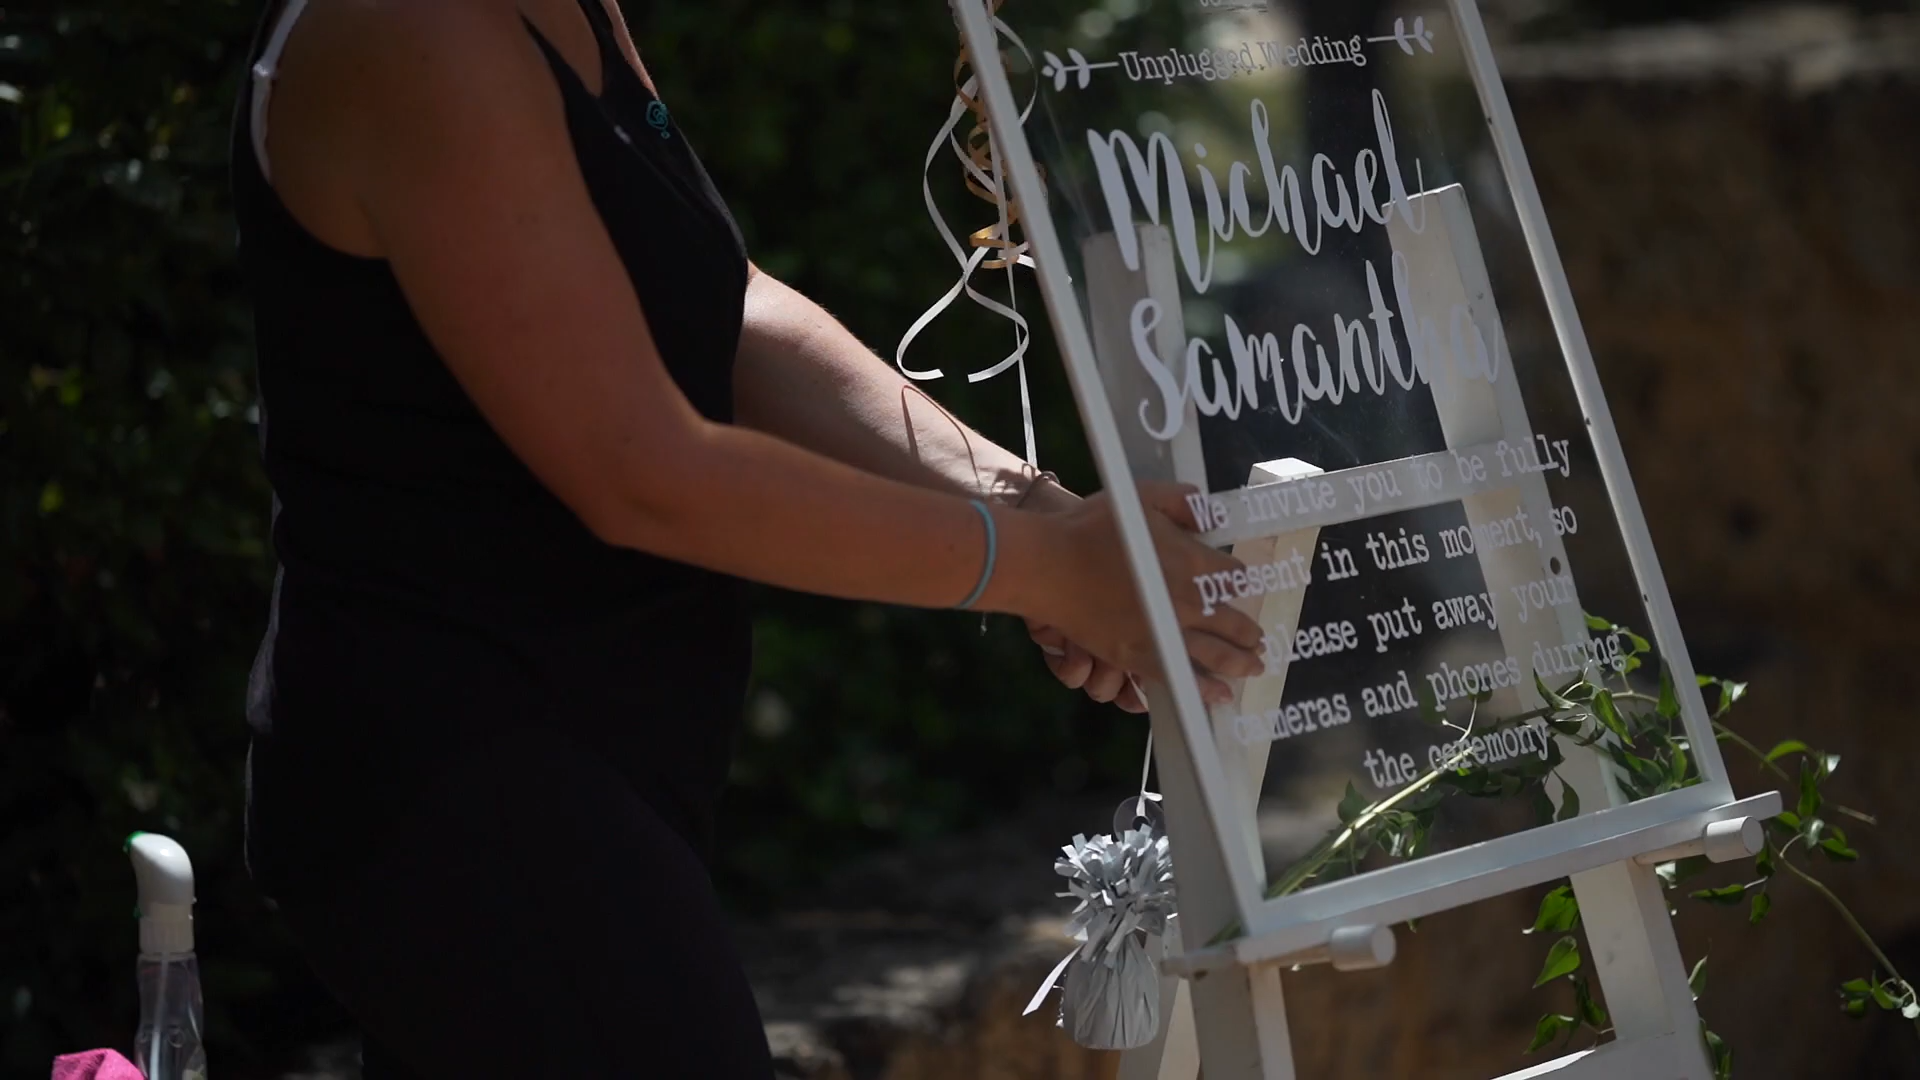 Unplugged Wedding
Michael
Samantha
We invite you to be fully
present in this moment, so
please put away your
cameras and phones during
the ceremony